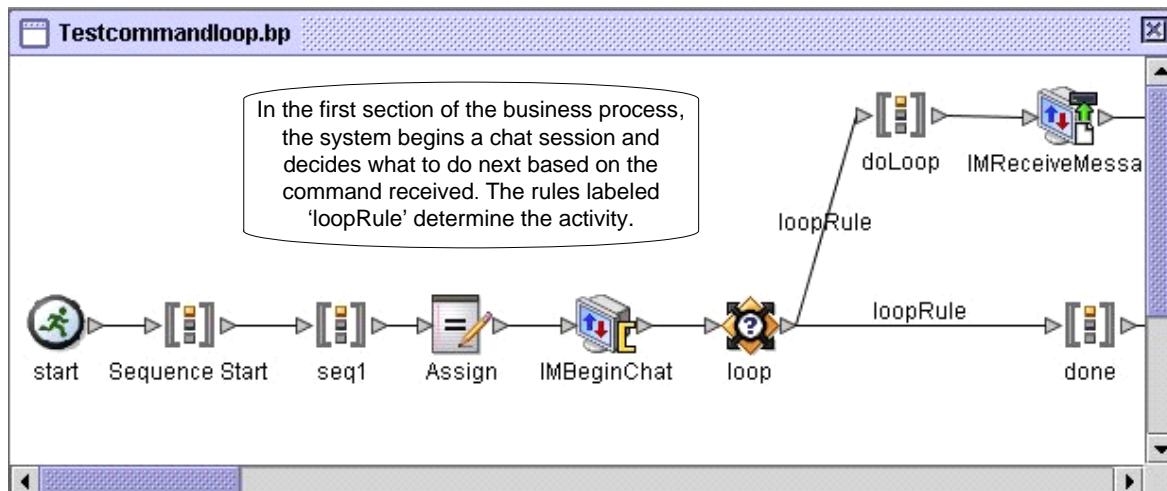 Testcommandloop.bp
In the first section of the business process,
the system begins a chat session and
decides what to do next based on the
command received. The rules labeled
‘loopRule’ determine the activity.
doLoop
IMReceiveMessa
loopRule
loopRule
start
Sequence Start
seq1
Assign
IMBeginChat
loop
done